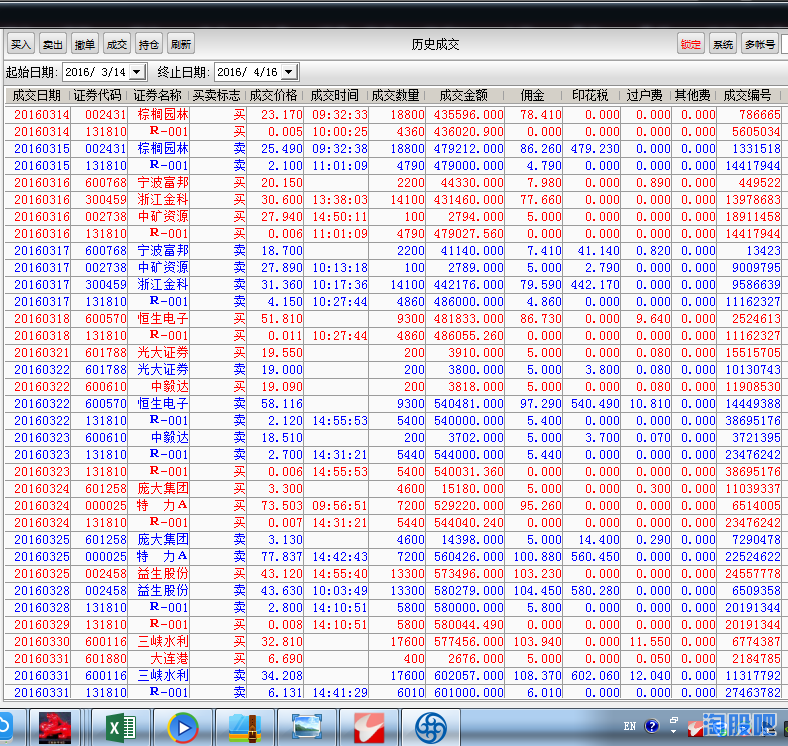 买入 卖出 撤单 成交 持仓 刷新 历史成交 锁定 系统 多帐号
起始日期: 2016/ 3/14 终止日期: 2016/ 4/16
成交日期 证券代码 证券名称 买卖标志 成交价格 成交时间 成交数量 成交金额 佣金 印花税 过户费 其他费 成交编号
20160314 002431 棕榈园林 买 23.170 09:32:33 18800 435596.000 78.410 0.000 0.000 0.000 786665
20160314 131810 R-001 买 0.005 10:00:25 4360 436020.900 0.000 0.000 0.000 0.000 5605034
20160315 002431 棕榈园林 卖 25.490 09:32:38 18800 479212.000 86.260 479.230 0.000 0.000 1331518
20160315 131810 R-001 卖 2.100 11:01:09 4790 479000.000 4.790 0.000 0.000 0.000 14417944
20160316 600768 宁波富邦 买 20.150 2200 44330.000 7.980 0.000 0.890 0.000 449522
20160316 300459 浙江金科 买 30.600 13:38:03 14100 431460.000 77.660 0.000 0.000 0.000 13978683
20160316 002738 中矿资源 买 27.940 14:50:11 100 2794.000 5.000 0.000 0.000 0.000 18911458
20160316 131810 R-001 买 0.006 11:01:09 4790 479027.560 0.000 0.000 0.000 0.000 14417944
20160317 600768 宁波富邦 卖 18.700 2200 41140.000 7.410 41.140 0.820 0.000 13423
20160317 002738 中矿资源 卖 27.890 10:13:18 100 2789.000 5.000 2.790 0.000 0.000 9009795
20160317 300459 浙江金科 卖 31.360 10:17:36 14100 442176.000 79.590 442.170 0.000 0.000 9586639
20160317 131810 R-001 卖 4.150 10:27:44 4860 486000.000 4.860 0.000 0.000 0.000 11162327
20160318 600570 恒生电子 买 51.810 9300 481833.000 86.730 0.000 9.640 0.000 2524613
20160318 131810 R-001 买 0.011 10:27:44 4860 486055.260 0.000 0.000 0.000 0.000 11162327
20160321 601788 光大证券 买 19.550 200 3910.000 5.000 0.000 0.080 0.000 15515705
20160322 601788 光大证券 卖 19.000 200 3800.000 5.000 3.800 0.080 0.000 10130743
20160322 600610 中毅达 买 19.090 200 3818.000 5.000 0.000 0.080 0.000 11908530
20160322 600570 恒生电子 卖 58.116 9300 540481.000 97.290 540.490 10.810 0.000 14449388
20160322 131810 R-001 卖 2.120 14:55:53 5400 540000.000 5.400 0.000 0.000 0.000 38695176
20160323 600610 中毅达 卖 18.510 200 3702.000 5.000 3.700 0.070 0.000 3721395
20160323 131810 R-001 卖 2.700 14:31:21 5440 544000.000 5.440 0.000 0.000 0.000 23476242
20160323 131810 R-001 买 0.006 14:55:53 5400 540031.360 0.000 0.000 0.000 0.000 38695176
20160324 601258 庞大集团 买 3.300 4600 15180.000 5.000 0.000 0.300 0.000 11039337
20160324 000025 特 力A 买 73.503 09:56:51 7200 529220.000 95.260 0.000 0.000 0.000 6514005
20160324 131810 R-001 买 0.007 14:31:21 5440 544040.240 0.000 0.000 0.000 0.000 23476242
20160325 601258 庞大集团 卖 3.130 4600 14398.000 5.000 14.400 0.290 0.000 7290478
20160325 000025 特 力A 卖 77.837 14:42:43 7200 560426.000 100.880 560.450 0.000 0.000 22524622
20160325 002458 益生股份 买 43.120 14:55:40 13300 573496.000 103.230 0.000 0.000 0.000 24557778
20160328 002458 益生股份 卖 43.630 10:03:49 13300 580279.000 104.450 580.280 0.000 0.000 6509358
20160328 131810 R-001 卖 2.800 14:10:51 5800 580000.000 5.800 0.000 0.000 0.000 20191344
20160329 131810 R-001 买 0.008 14:10:51 5800 580044.490 0.000 0.000 0.000 0.000 20191344
20160330 600116 三峡水利 买 32.810 17600 577456.000 103.940 0.000 11.550 0.000 6774387
20160331 601880 大连港 买 6.690 400 2676.000 5.000 0.000 0.050 0.000 2184785
20160331 600116 三峡水利 卖 34.208 17600 602057.000 108.370 602.060 12.040 0.000 11317792
20160331 131810 R-001 卖 6.131 14:41:29 6010 601000.000 6.010 0.000 0.000 0.000 27463782
EN 淘股吧